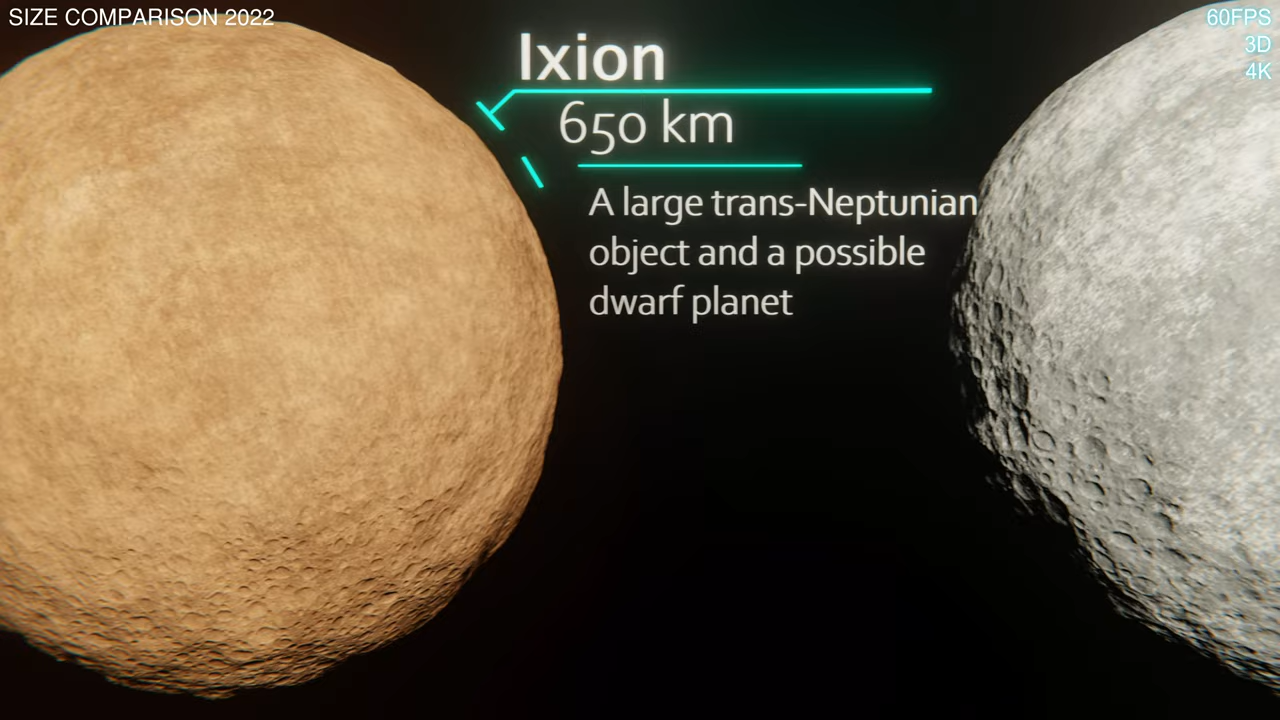 SIZE COMPARISON 2022
60FPS
3D
4K
Ixion
650 km
A large trans-Neptunian
object and a possible
dwarf planet